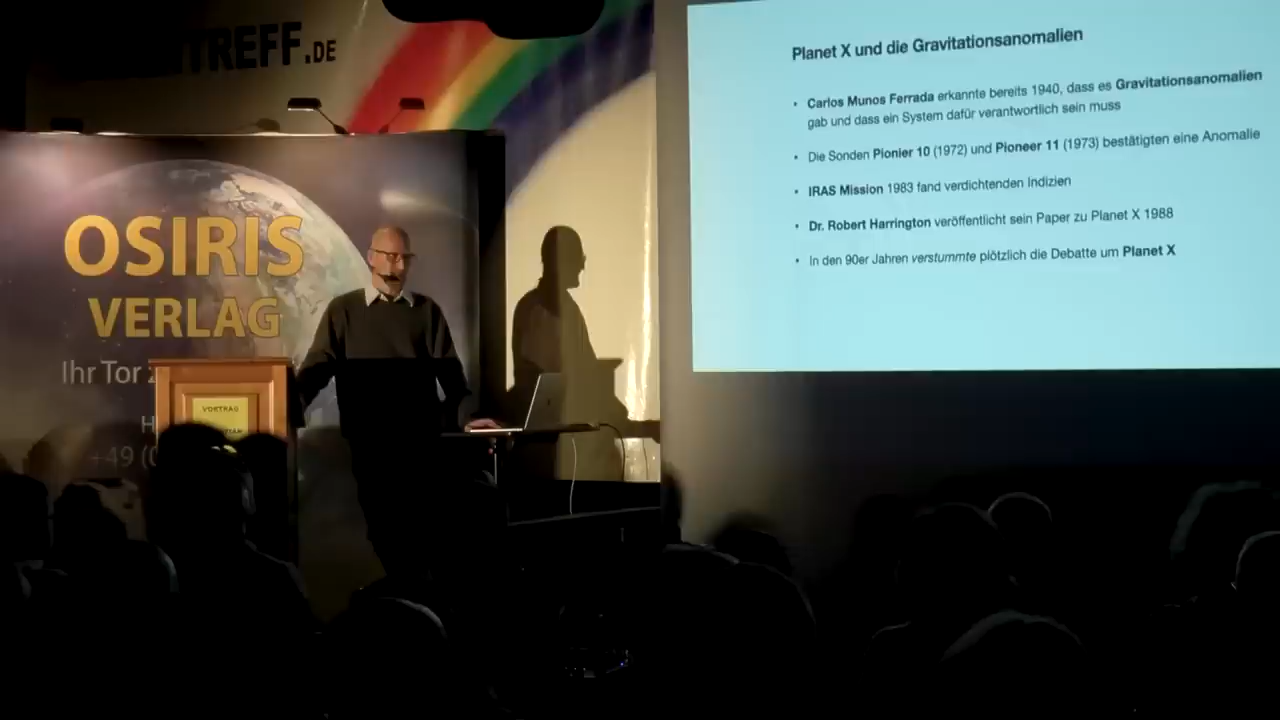 TREFF.DE
OSIRIS
VERLAG
Ihr Tor
H
+49 (0
VORTRAG
Planet X und die Gravitationsanomalien
• Carlos Munos Ferrada erkannte bereits 1940, dass es Gravitationsanomalien
gab und dass ein System dafür verantwortlich sein muss
• Die Sonden Pionier 10 (1972) und Pioneer 11 (1973) bestätigten eine Anomalie
• IRAS Mission 1983 fand verdichtenden Indizien
• Dr. Robert Harrington veröffentlicht sein Paper zu Planet X 1988
• In den 90er Jahren verstummte plötzlich die Debatte um Planet X